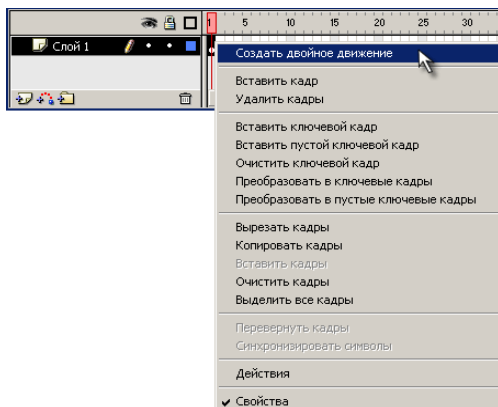 1 5 10 15 20 25 30
Слой 1
Создать двойное движение
Вставить кадр
Удалить кадры
Вставить ключевой кадр
Вставить пустой ключевой кадр
Очистить ключевой кадр
Преобразовать в ключевые кадры
Преобразовать в пустые ключевые кадры
Вырезать кадры
Копировать кадры
Вставить кадры
Очистить кадры
Выделить все кадры
Перевернуть кадры
Синхронизировать символы
Действия
Свойства